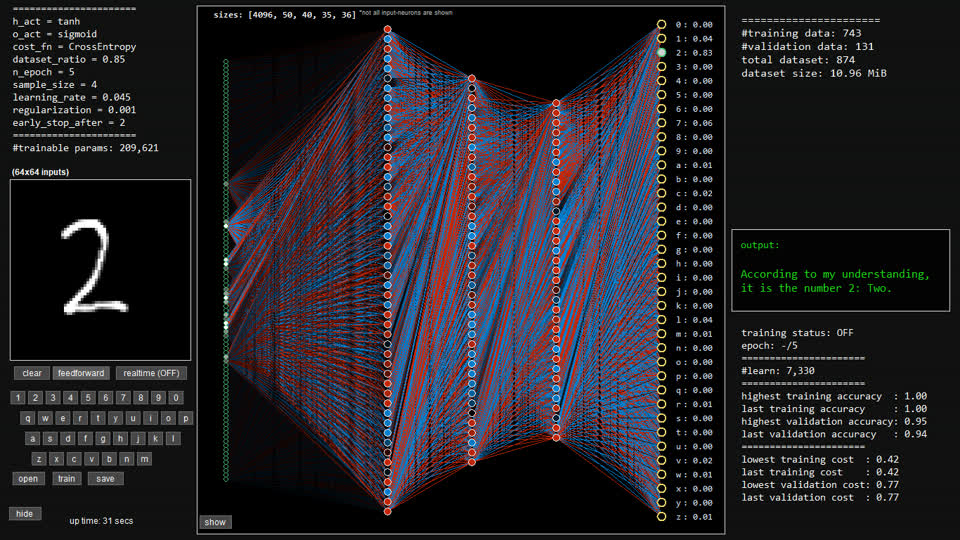 ======================
h_act = tanh
o_act = sigmoid
cost_fn = CrossEntropy
dataset_ratio = 0.85
n_epoch = 5
sample_size = 4
learning_rate = 0.045
regularization = 0.001
early_stop_after = 2
======================
#trainable params: 209,621
(64x64 inputs)
2
clear feedforward realtime (OFF)
1 2 3 4 5 6 7 8 9 0
q w e r t y u i o p
a s d f g h j k l
z x c v b n m
open train save
hide
up time: 31 secs
sizes: [4096, 50, 40, 35, 36] *not all input-neurons are shown
0: 0.00
1: 0.04
2: 0.83
3: 0.00
4: 0.00
5: 0.00
6: 0.00
7: 0.06
8: 0.00
9: 0.00
a: 0.01
b: 0.00
c: 0.02
d: 0.00
e: 0.00
f: 0.00
g: 0.00
h: 0.00
i: 0.00
j: 0.00
k: 0.00
l: 0.04
m: 0.01
n: 0.00
o: 0.00
p: 0.00
q: 0.00
r: 0.01
s: 0.00
t: 0.00
u: 0.00
v: 0.02
w: 0.01
x: 0.00
y: 0.00
z: 0.01
show
======================
#training data: 743
#validation data: 131
total dataset: 874
dataset size: 10.96 MiB
output:
According to my understanding,
it is the number 2: Two.
training status: OFF
epoch: -/5
======================
#learn: 7,330
======================
highest training accuracy : 1.00
last training accuracy : 1.00
highest validation accuracy: 0.95
last validation accuracy : 0.94
======================
lowest training cost : 0.42
last training cost : 0.42
lowest validation cost: 0.77
last validation cost : 0.77